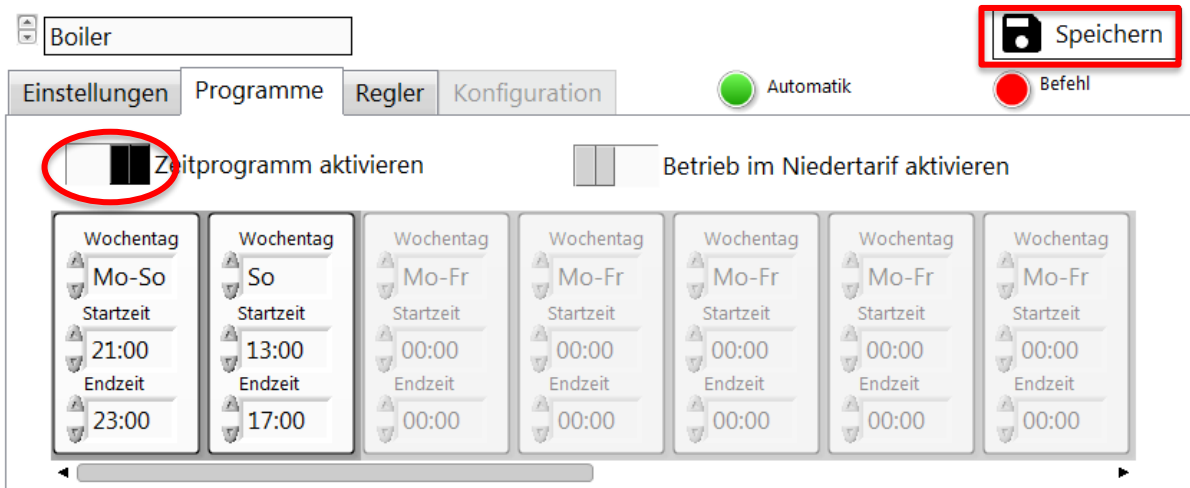 Boiler
Speichern
Einstellungen Programme Regler Konfiguration
Automatik Befehl
Zeitprogramm aktivieren Betrieb im Niedertarif aktivieren
Wochentag Wochentag Wochentag Wochentag Wochentag Wochentag Wochentag
Mo-So So Mo-Fr Mo-Fr Mo-Fr Mo-Fr Mo-Fr
Startzeit Startzeit Startzeit Startzeit Startzeit Startzeit Startzeit
21:00 13:00 00:00 00:00 00:00 00:00 00:00
Endzeit Endzeit Endzeit Endzeit Endzeit Endzeit Endzeit
23:00 17:00 00:00 00:00 00:00 00:00 00:00